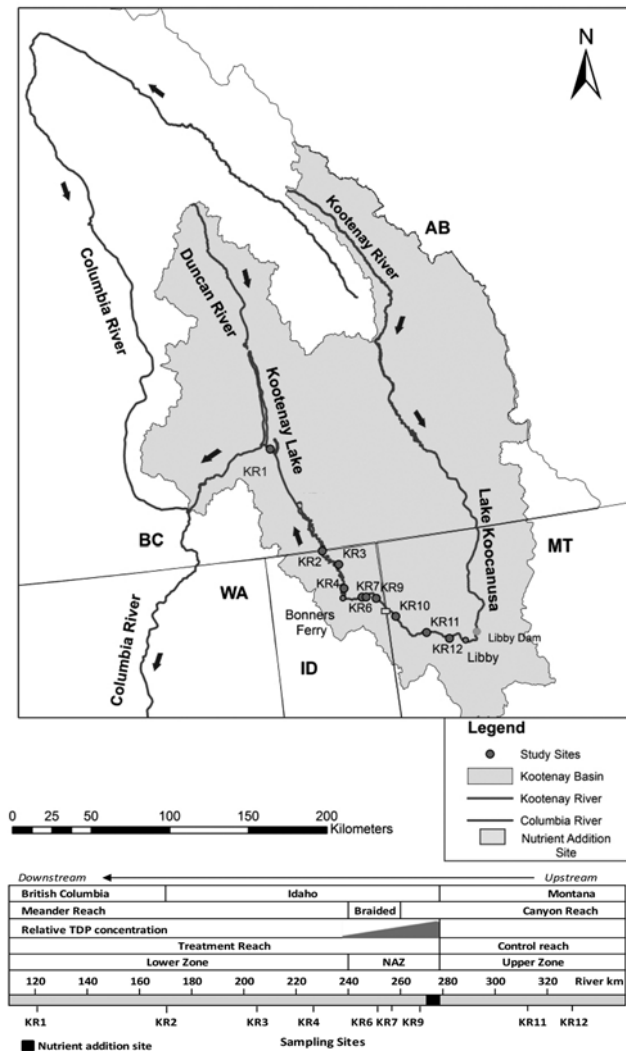 N
AB
Kootenay River
Columbia River
Duncan River
Kootenay Lake
KR1
Lake Koocanusa
BC
MT
KR2
KR3
WA
KR4
KR7
KR9
KR6
KR10
Bonners
Ferry
KR11
Libby Dam
KR12
Libby
Columbia River
ID
Legend
Study Sites
Kootenay Basin
Kootenay River
Columbia River
Nutrient Addition
Site
0 25 50 100 150 200
Kilometers
Downstream Upstream
British Columbia Idaho Montana
Meander Reach Braided Canyon Reach
Relative TDP concentration
Treatment Reach Control reach
Lower Zone NAZ Upper Zone
120 140 160 180 200 220 240 260 280 300 320 River km
KR1 KR2 KR3 KR4 KR6 KR7 KR9 KR11 KR12
Nutrient addition site Sampling Sites